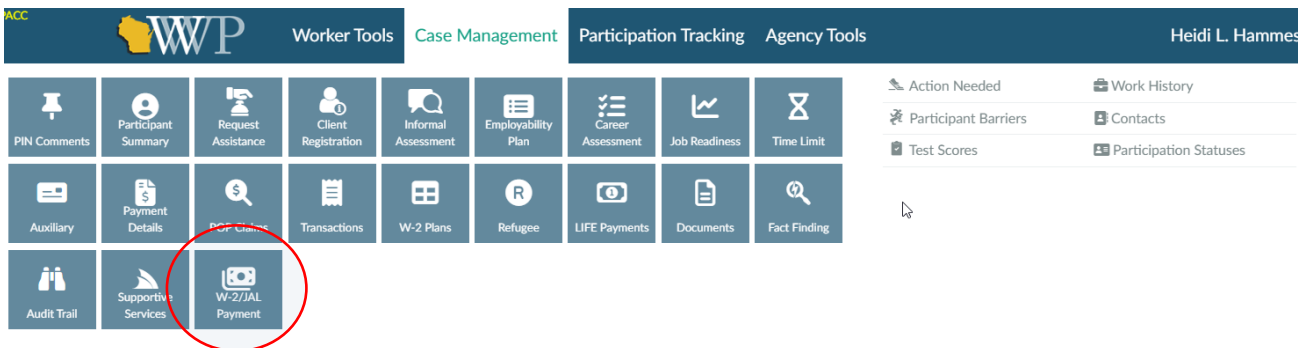 PACC
WWP Worker Tools Case Management Participation Tracking Agency Tools Heidi L. Hammes
PIN Comments
Participant
Summary
Request
Assistance
Client
Registration
Informal
Assessment
Employability
Plan
Career
Assessment
Job Readiness
Time Limit
Action Needed
Work History
Participant Barriers
Contacts
Test Scores
Participation Statuses
Auxiliary
Payment
Details
POP Claims
Transactions
W-2 Plans
R
Refugee
LIFE Payments
Documents
Fact Finding
Audit Trail
Supportive
Services
W-2/JAL
Payment